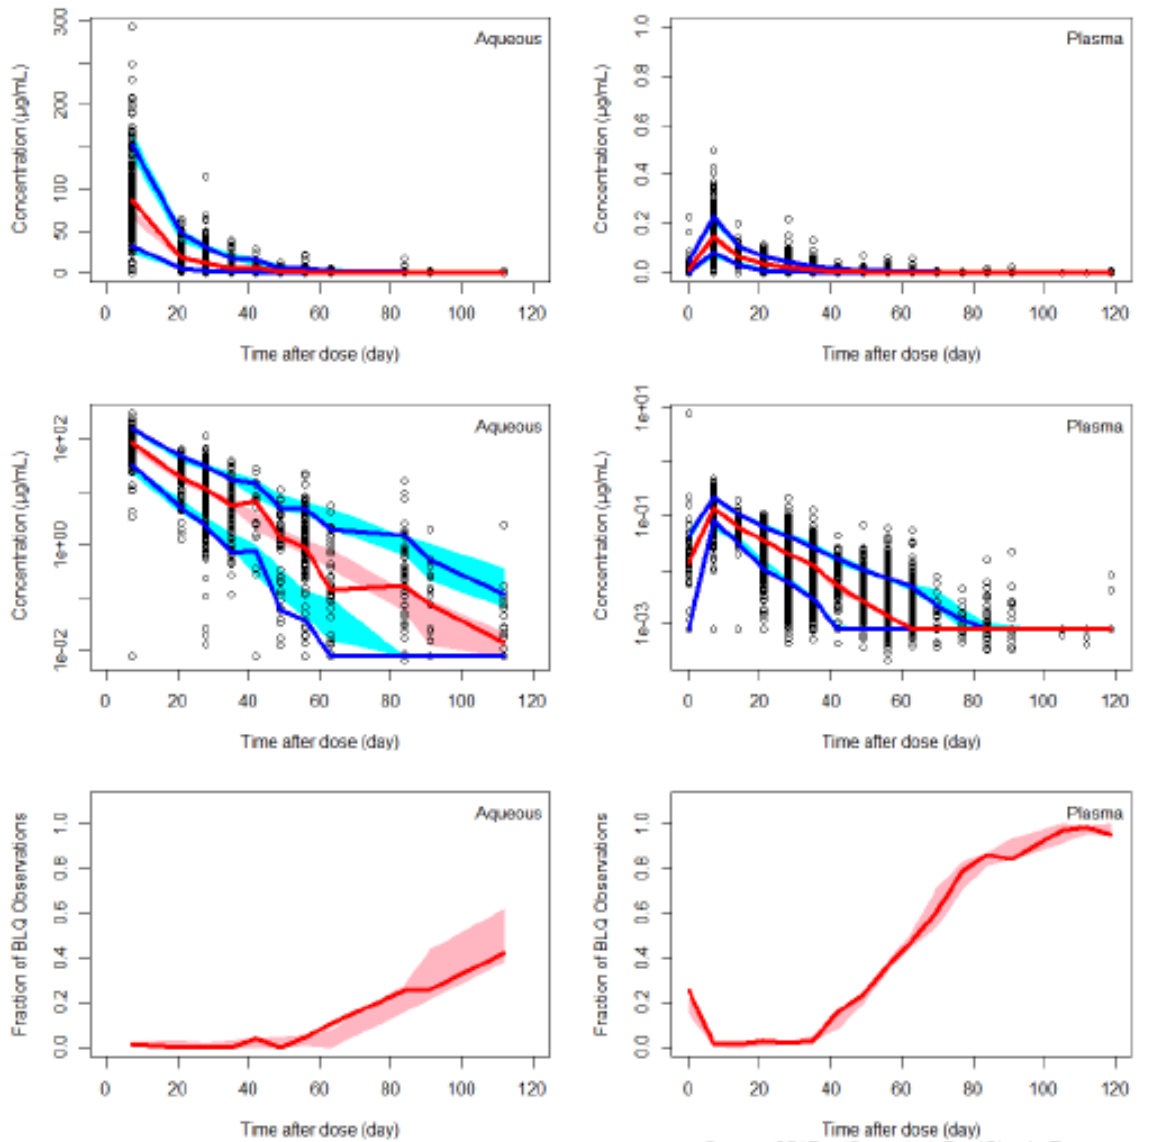 Aqueous
Concentration (µg/mL)
300
200
100
50
0
0 20 40 60 80 100 120
Time after dose (day)
Plasma
Concentration (µg/mL)
1.0
0.8
0.6
0.4
0.2
0.0
0 20 40 60 80 100 120
Time after dose (day)
Aqueous
Concentration (µg/mL)
1e+02
1e+00
1e-02
0 20 40 60 80 100 120
Time after dose (day)
Plasma
Concentration (µg/mL)
1e+01
1e-01
1e-03
0 20 40 60 80 100 120
Time after dose (day)
Aqueous
Fraction of BLQ Observations
1.0
0.8
0.6
0.4
0.2
0.0
0 20 40 60 80 100 120
Time after dose (day)
Plasma
Fraction of BLQ Observations
1.0
0.8
0.6
0.4
0.2
0.0
0 20 40 60 80 100 120
Time after dose (day)